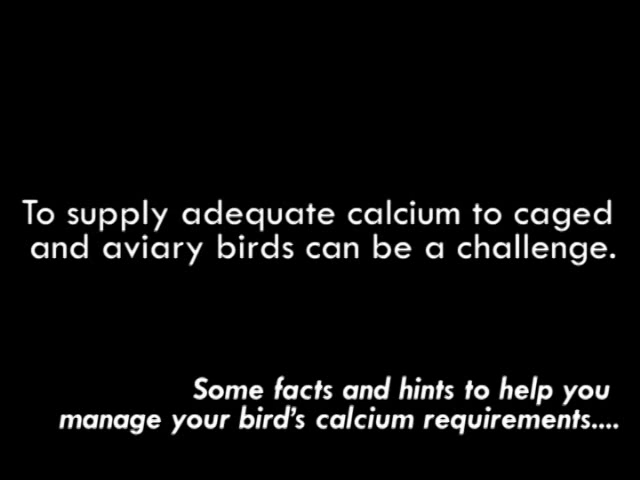 To supply adequate calcium to caged
and aviary birds can be a challenge.
Some facts and hints to help you
manage your bird's calcium requirements....